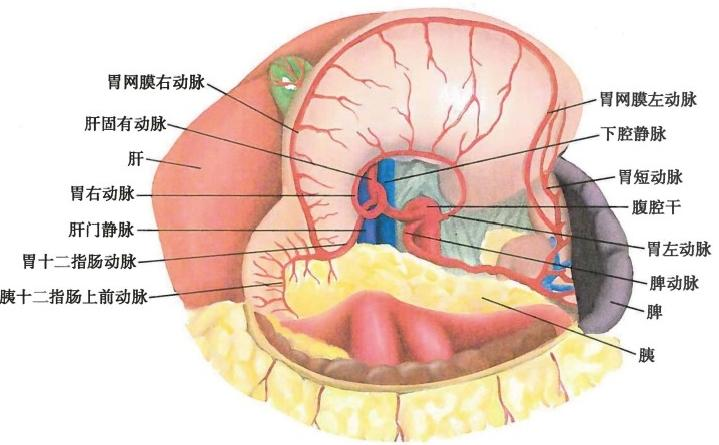 胃网膜右动脉
肝固有动脉
肝
胃右动脉
肝门静脉
胃十二指肠动脉
胰十二指肠上前动脉
胃网膜左动脉
下腔静脉
胃短动脉
腹腔干
胃左动脉
脾动脉
脾
胰